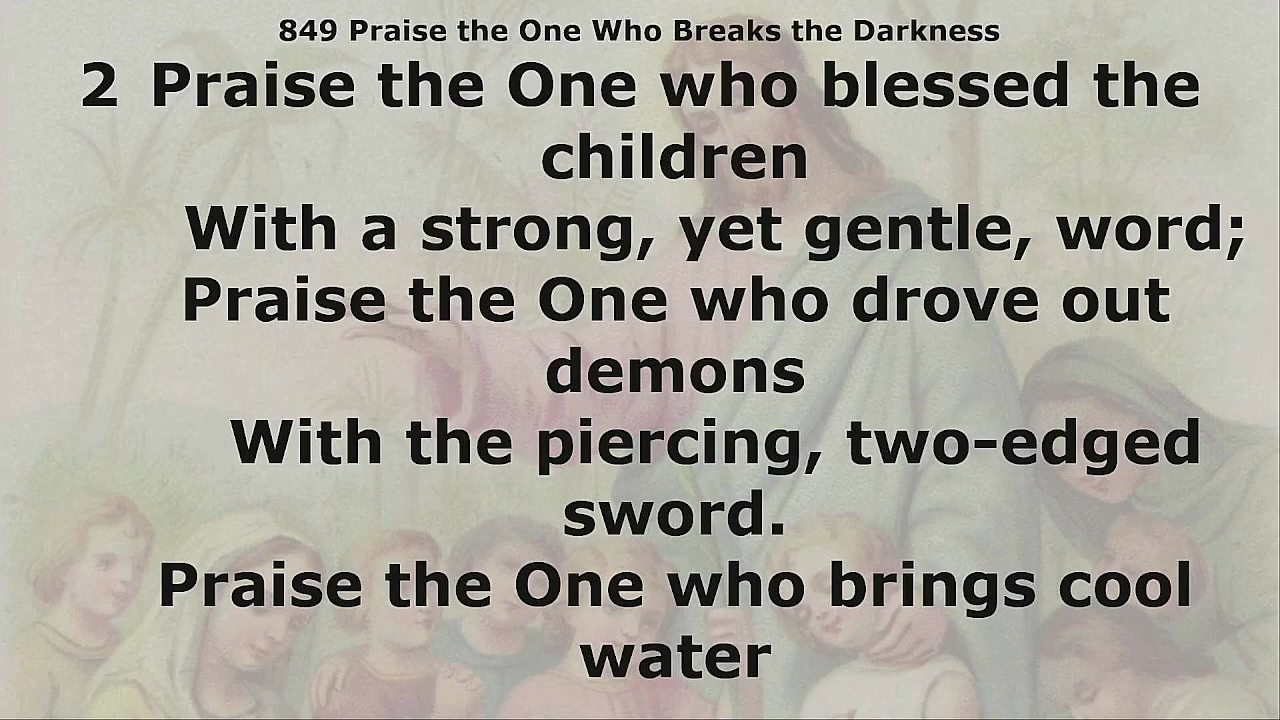 849 Praise the One Who Breaks the Darkness
2 Praise the One who blessed the
children
With a strong, yet gentle, word;
Praise the One who drove out
demons
With the piercing, two-edged
sword.
Praise the One who brings cool
water